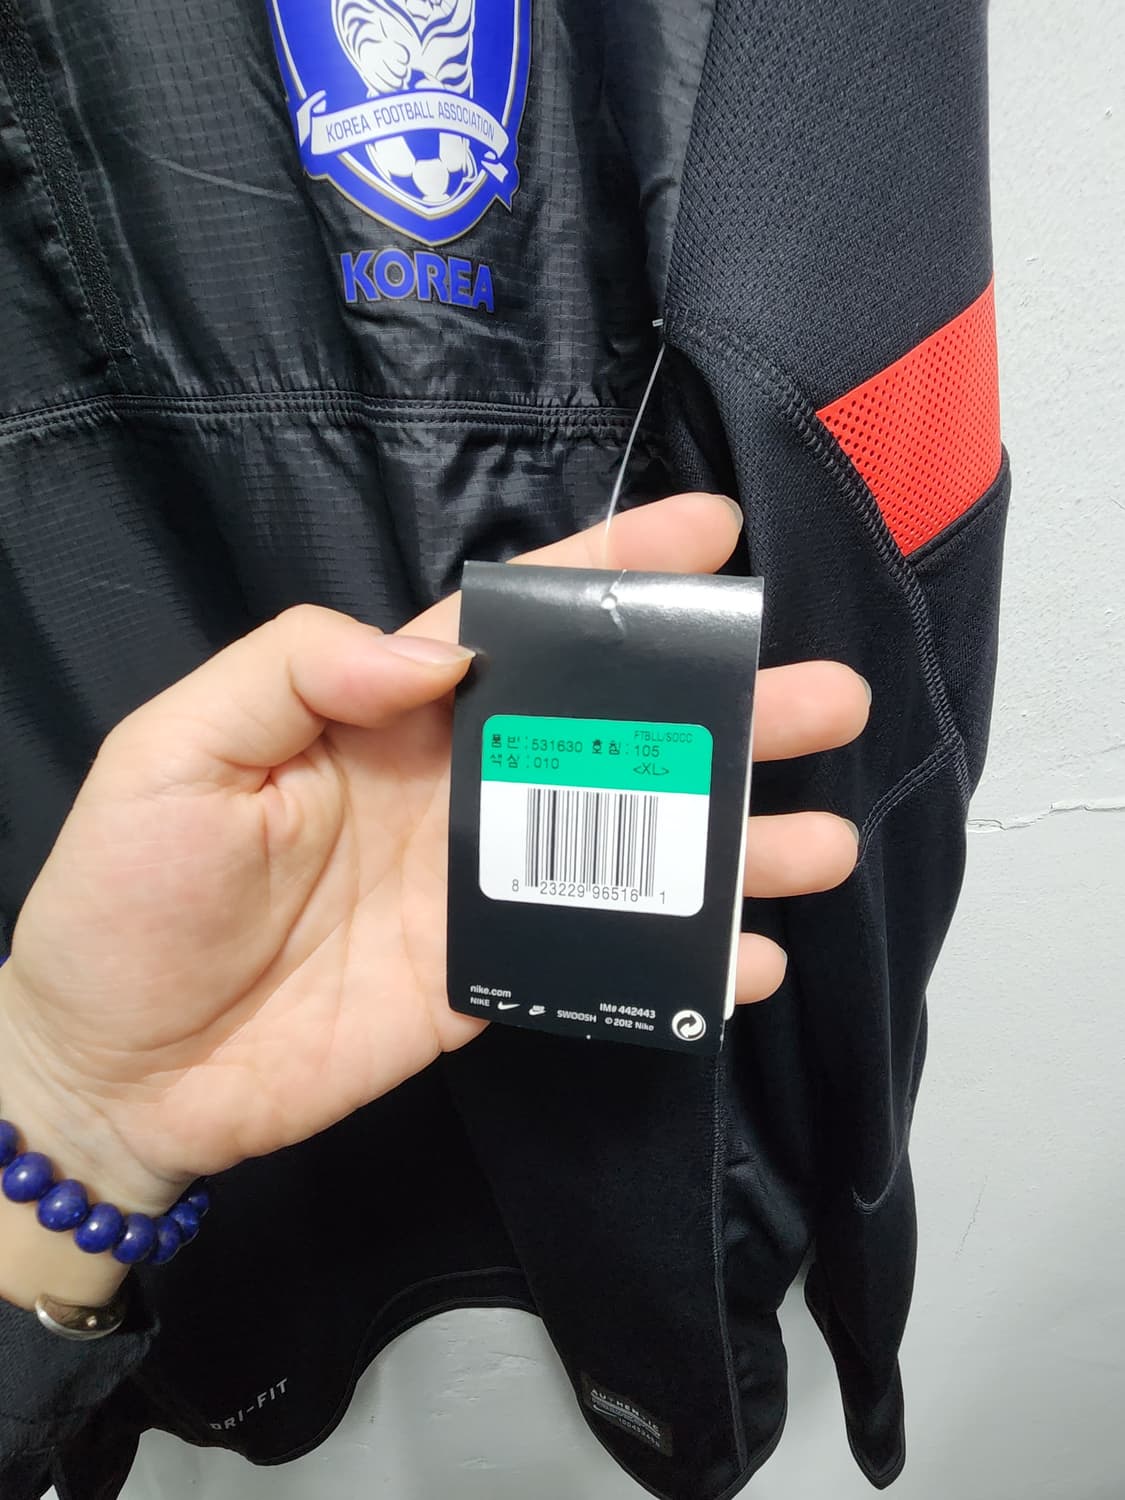 KOREA FOOTBALL ASSOCIATION
KOREA
FTBLL/SOCC
품 번 : 531630 호 칭 : 105
색 상 : 010 <XL>
8 23229 96516 1
nike.com
NIKE SWOOSH
IM# 442443
© 2012 Nike
DRI-FIT
AUTHENTIC